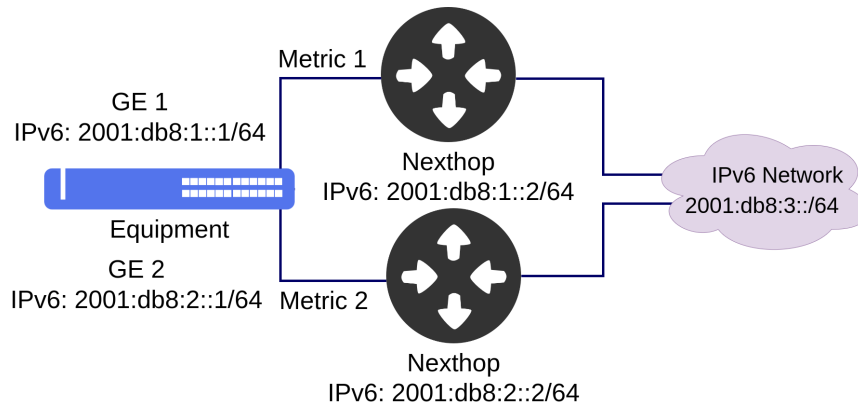 Metric 1
GE 1
IPv6: 2001:db8:1::1/64
Nexthop
IPv6: 2001:db8:1::2/64
IPv6 Network
2001:db8:3::/64
Equipment
GE 2
IPv6: 2001:db8:2::1/64
Metric 2
Nexthop
IPv6: 2001:db8:2::2/64